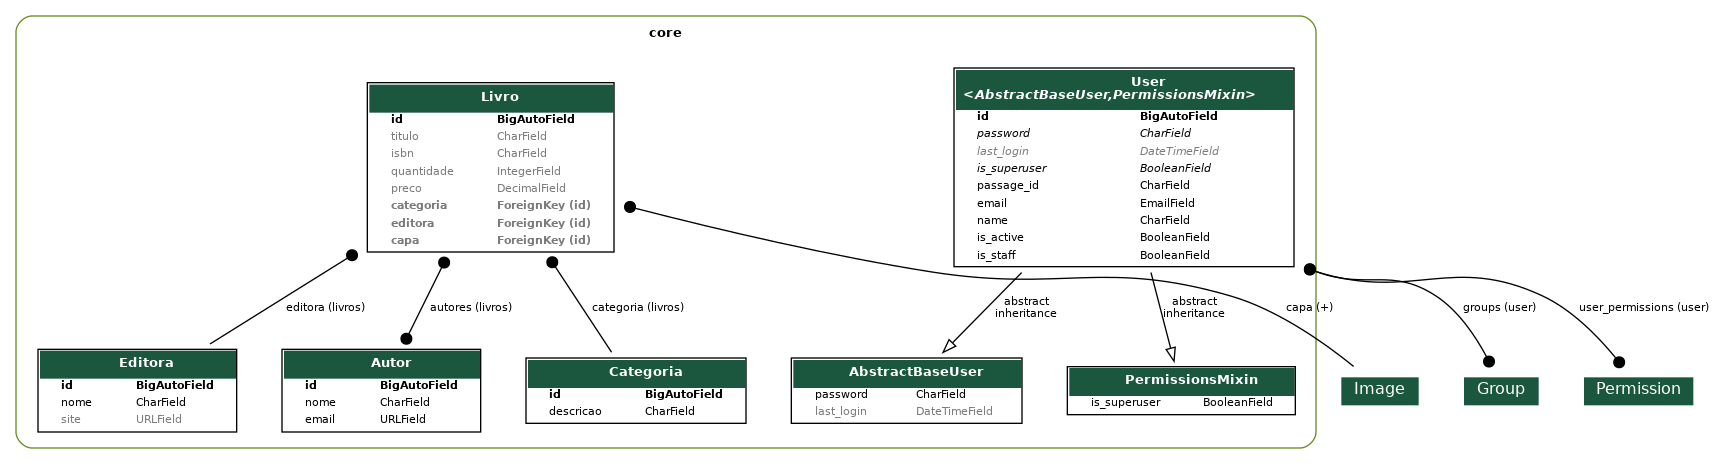 core
Livro
id BigAutoField
titulo CharField
isbn CharField
quantidade IntegerField
preco DecimalField
categoria ForeignKey (id)
editora ForeignKey (id)
capa ForeignKey (id)
User
<AbstractBaseUser,PermissionsMixin>
id BigAutoField
password CharField
last_login DateTimeField
is_superuser BooleanField
passage_id CharField
email EmailField
name CharField
is_active BooleanField
is_staff BooleanField
editora (livros)
autores (livros)
categoria (livros)
abstract
inheritance
abstract
inheritance
capa (+)
groups (user)
user_permissions (user)
Editora
id BigAutoField
nome CharField
site URLField
Autor
id BigAutoField
nome CharField
email URLField
Categoria
id BigAutoField
descricao CharField
AbstractBaseUser
password CharField
last_login DateTimeField
PermissionsMixin
is_superuser BooleanField
Image
Group
Permission